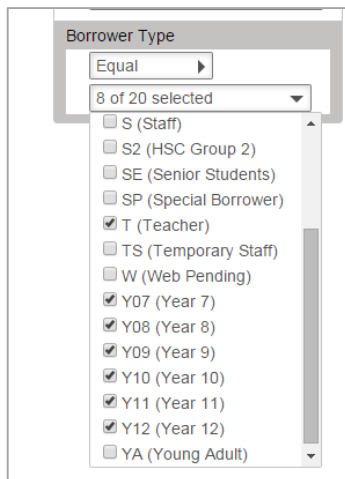 Borrower Type
Equal
8 of 20 selected
S (Staff)
S2 (HSC Group 2)
SE (Senior Students)
SP (Special Borrower)
T (Teacher)
TS (Temporary Staff)
W (Web Pending)
Y07 (Year 7)
Y08 (Year 8)
Y09 (Year 9)
Y10 (Year 10)
Y11 (Year 11)
Y12 (Year 12)
YA (Young Adult)